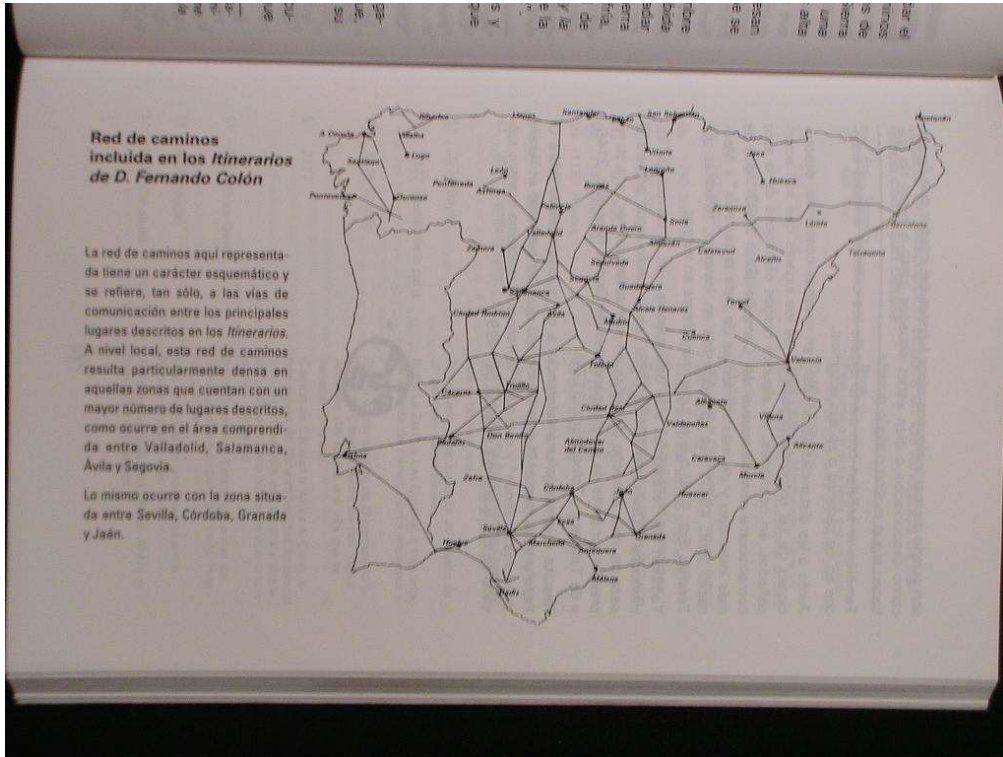 Red de caminos
incluida en los Itinerarios
de D. Fernando Colón
La red de caminos aquí representa-
da tiene un carácter esquemático y
se refiere, tan sólo, a las vías de
comunicación entre los principales
lugares descritos en los Itinerarios.
A nivel local, esta red de caminos
resulta particularmente densa en
aquellas zonas que cuentan con un
mayor número de lugares descritos,
como ocurre en el área comprendi-
da entre Valladolid, Salamanca,
Ávila y Segovia.
Lo mismo ocurre con la zona situa-
da entre Sevilla, Córdoba, Granada
y Jaén.
A Coruña
Santander
San Sebastián
Lugo
Vitoria
Jaca
Huesca
Santiago
León
Ponferrada
Astorga
Burgos
Logroño
Pontevedra
Ourense
Palencia
Zaragoza
Lérida
Barcelona
Valladolid
Aranda Duero
Soria
Almazán
Zamora
Calatayud
Tarragona
Sepúlveda
Alcañiz
Segovia
Salamanca
Guadalajara
Ciudad Rodrigo
Ávila
Alcalá Henares
Teruel
Madrid
Cuenca
Toledo
Valencia
Cáceres
Trujillo
Ciudad Real
Albacete
Villena
Valdepeñas
Badajoz
Don Benito
Almodóvar
del Campo
Alicante
Lisboa
Caravaca
Murcia
Zafra
Córdoba
Jaén
Huéscar
Sevilla
Écija
Huelva
Marchena
Granada
Antequera
Málaga
Cádiz